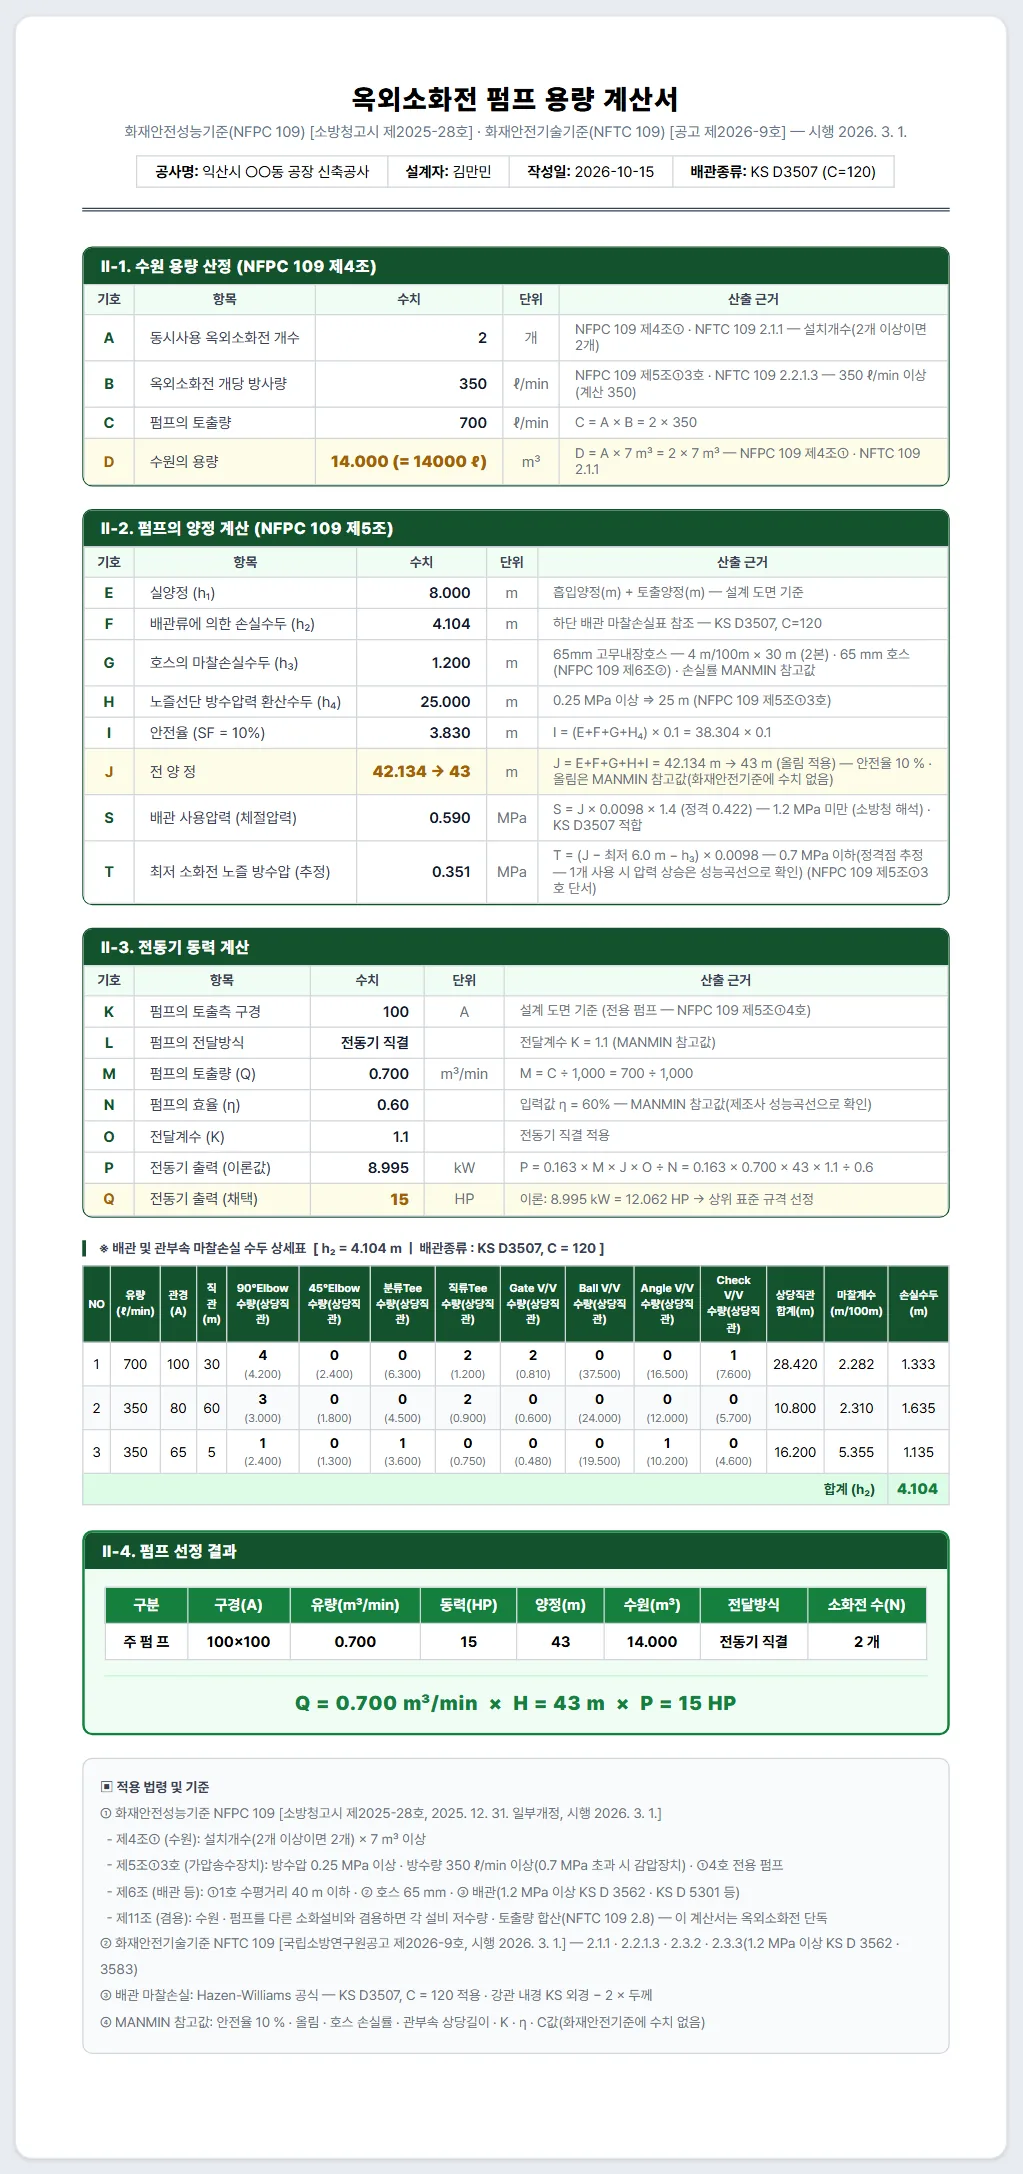 옥외소화전 펌프 용량 계산서
화재안전성능기준(NFPC 109) [소방청고시 제2025-28호] · 화재안전기술기준(NFTC 109) [공고 제2026-9호] — 시행 2026. 3. 1.
공사명: 익산시 〇〇동 공장 신축공사 설계자: 김만민 작성일: 2026-10-15 배관종류: KS D3507 (C=120)
II-1. 수원 용량 산정 (NFPC 109 제4조)
기호 항목 수치 단위 산출 근거
A 동시사용 옥외소화전 개수 2 개 NFPC 109 제4조① · NFTC 109 2.1.1 — 설치개수(2개 이상이면
2개)
B 옥외소화전 개당 방사량 350 ℓ/min NFPC 109 제5조①3호 · NFTC 109 2.2.1.3 — 350 ℓ/min 이상
(계산 350)
C 펌프의 토출량 700 ℓ/min C = A × B = 2 × 350
D 수원의 용량 14.000 (= 14000 ℓ) m³ D = A × 7 m³ = 2 × 7 m³ — NFPC 109 제4조① · NFTC 109
2.1.1
II-2. 펌프의 양정 계산 (NFPC 109 제5조)
기호 항목 수치 단위 산출 근거
E 실양정 (h₁) 8.000 m 흡입양정(m) + 토출양정(m) — 설계 도면 기준
F 배관류에 의한 손실수두 (h₂) 4.104 m 하단 배관 마찰손실표 참조 — KS D3507, C=120
G 호스의 마찰손실수두 (h₃) 1.200 m 65mm 고무내장호스 — 4 m/100m × 30 m (2본) · 65 mm 호스
(NFPC 109 제6조②) · 손실률 MANMIN 참고값
H 노즐선단 방수압력 환산수두 (h₄) 25.000 m 0.25 MPa 이상 ⇒ 25 m (NFPC 109 제5조①3호)
I 안전율 (SF = 10%) 3.830 m I = (E+F+G+H₄) × 0.1 = 38.304 × 0.1
J 전 양 정 42.134 → 43 m J = E+F+G+H+I = 42.134 m → 43 m (올림 적용) — 안전율 10 % ·
올림은 MANMIN 참고값(화재안전기준에 수치 없음)
S 배관 사용압력 (체절압력) 0.590 MPa S = J × 0.0098 × 1.4 (정격 0.422) — 1.2 MPa 미만 (소방청 해석) ·
KS D3507 적합
T 최저 소화전 노즐 방수압 (추정) 0.351 MPa T = (J − 최저 6.0 m − h₃) × 0.0098 — 0.7 MPa 이하(정격점 추정
— 1개 사용 시 압력 상승은 성능곡선으로 확인) (NFPC 109 제5조①3
호 단서)
II-3. 전동기 동력 계산
기호 항목 수치 단위 산출 근거
K 펌프의 토출측 구경 100 A 설계 도면 기준 (전용 펌프 — NFPC 109 제5조①4호)
L 펌프의 전달방식 전동기 직결 전달계수 K = 1.1 (MANMIN 참고값)
M 펌프의 토출량 (Q) 0.700 m³/min M = C ÷ 1,000 = 700 ÷ 1,000
N 펌프의 효율 (η) 0.60 입력값 η = 60% — MANMIN 참고값(제조사 성능곡선으로 확인)
O 전달계수 (K) 1.1 전동기 직결 적용
P 전동기 출력 (이론값) 8.995 kW P = 0.163 × M × J × O ÷ N = 0.163 × 0.700 × 43 × 1.1 ÷ 0.6
Q 전동기 출력 (채택) 15 HP 이론: 8.995 kW = 12.062 HP → 상위 표준 규격 선정
※ 배관 및 관부속 마찰손실 수두 상세표 [ h₂ = 4.104 m | 배관종류 : KS D3507, C = 120 ]
NO 유량 (ℓ/min) 관경 (A) 직관 (m) 90°Elbow 수량(상당직관) 45°Elbow 수량(상당직관) 분류Tee 수량(상당직관) 직류Tee 수량(상당직관) Gate V/V 수량(상당직관) Ball V/V 수량(상당직관) Angle V/V 수량(상당직관) Check V/V 수량(상당직관) 상당직관 합계(m) 마찰계수 (m/100m) 손실수두 (m)
1 700 100 30 4 (4.200) 0 (2.400) 0 (6.300) 2 (1.200) 2 (0.810) 0 (37.500) 0 (16.500) 1 (7.600) 28.420 2.282 1.333
2 350 80 60 3 (3.000) 0 (1.800) 0 (4.500) 2 (0.900) 0 (0.600) 0 (24.000) 0 (12.000) 0 (5.700) 10.800 2.310 1.635
3 350 65 5 1 (2.400) 0 (1.300) 1 (3.600) 0 (0.750) 0 (0.480) 0 (19.500) 1 (10.200) 0 (4.600) 16.200 5.355 1.135
합계 (h₂) 4.104
II-4. 펌프 선정 결과
구분 구경(A) 유량(m³/min) 동력(HP) 양정(m) 수원(m³) 전달방식 소화전 수(N)
주 펌 프 100×100 0.700 15 43 14.000 전동기 직결 2 개
Q = 0.700 m³/min × H = 43 m × P = 15 HP
▣ 적용 법령 및 기준
① 화재안전성능기준 NFPC 109 [소방청고시 제2025-28호, 2025. 12. 31. 일부개정, 시행 2026. 3. 1.]
- 제4조① (수원): 설치개수(2개 이상이면 2개) × 7 m³ 이상
- 제5조①3호 (가압송수장치): 방수압 0.25 MPa 이상 · 방수량 350 ℓ/min 이상(0.7 MPa 초과 시 감압장치) · ①4호 전용 펌프
- 제6조 (배관 등): ①1호 수평거리 40 m 이하 · ② 호스 65 mm · ③ 배관(1.2 MPa 이상 KS D 3562 · KS D 5301 등)
- 제11조 (겸용): 수원 · 펌프를 다른 소화설비와 겸용하면 각 설비 저수량 · 토출량 합산(NFTC 109 2.8) — 이 계산서는 옥외소화전 단독
② 화재안전기술기준 NFTC 109 [국립소방연구원공고 제2026-9호, 시행 2026. 3. 1.] — 2.1.1 · 2.2.1.3 · 2.3.2 · 2.3.3(1.2 MPa 이상 KS D 3562 ·
3583)
③ 배관 마찰손실: Hazen-Williams 공식 — KS D3507, C = 120 적용 · 강관 내경 KS 외경 − 2 × 두께
④ MANMIN 참고값: 안전율 10 % · 올림 · 호스 손실률 · 관부속 상당길이 · K · η · C값(화재안전기준에 수치 없음)